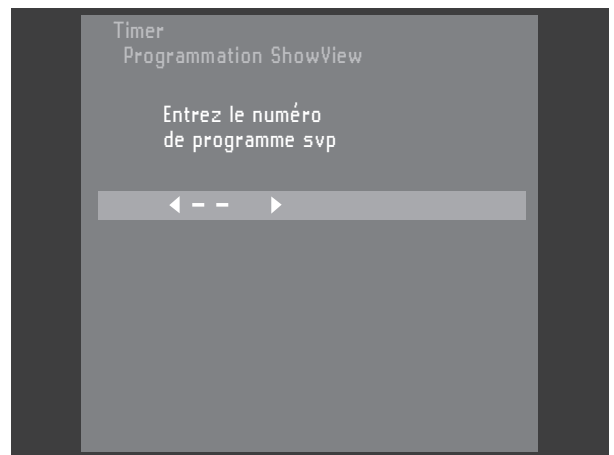 Timer
Programmation ShowView
Entrez le numéro
de programme svp
◀ – – ▶